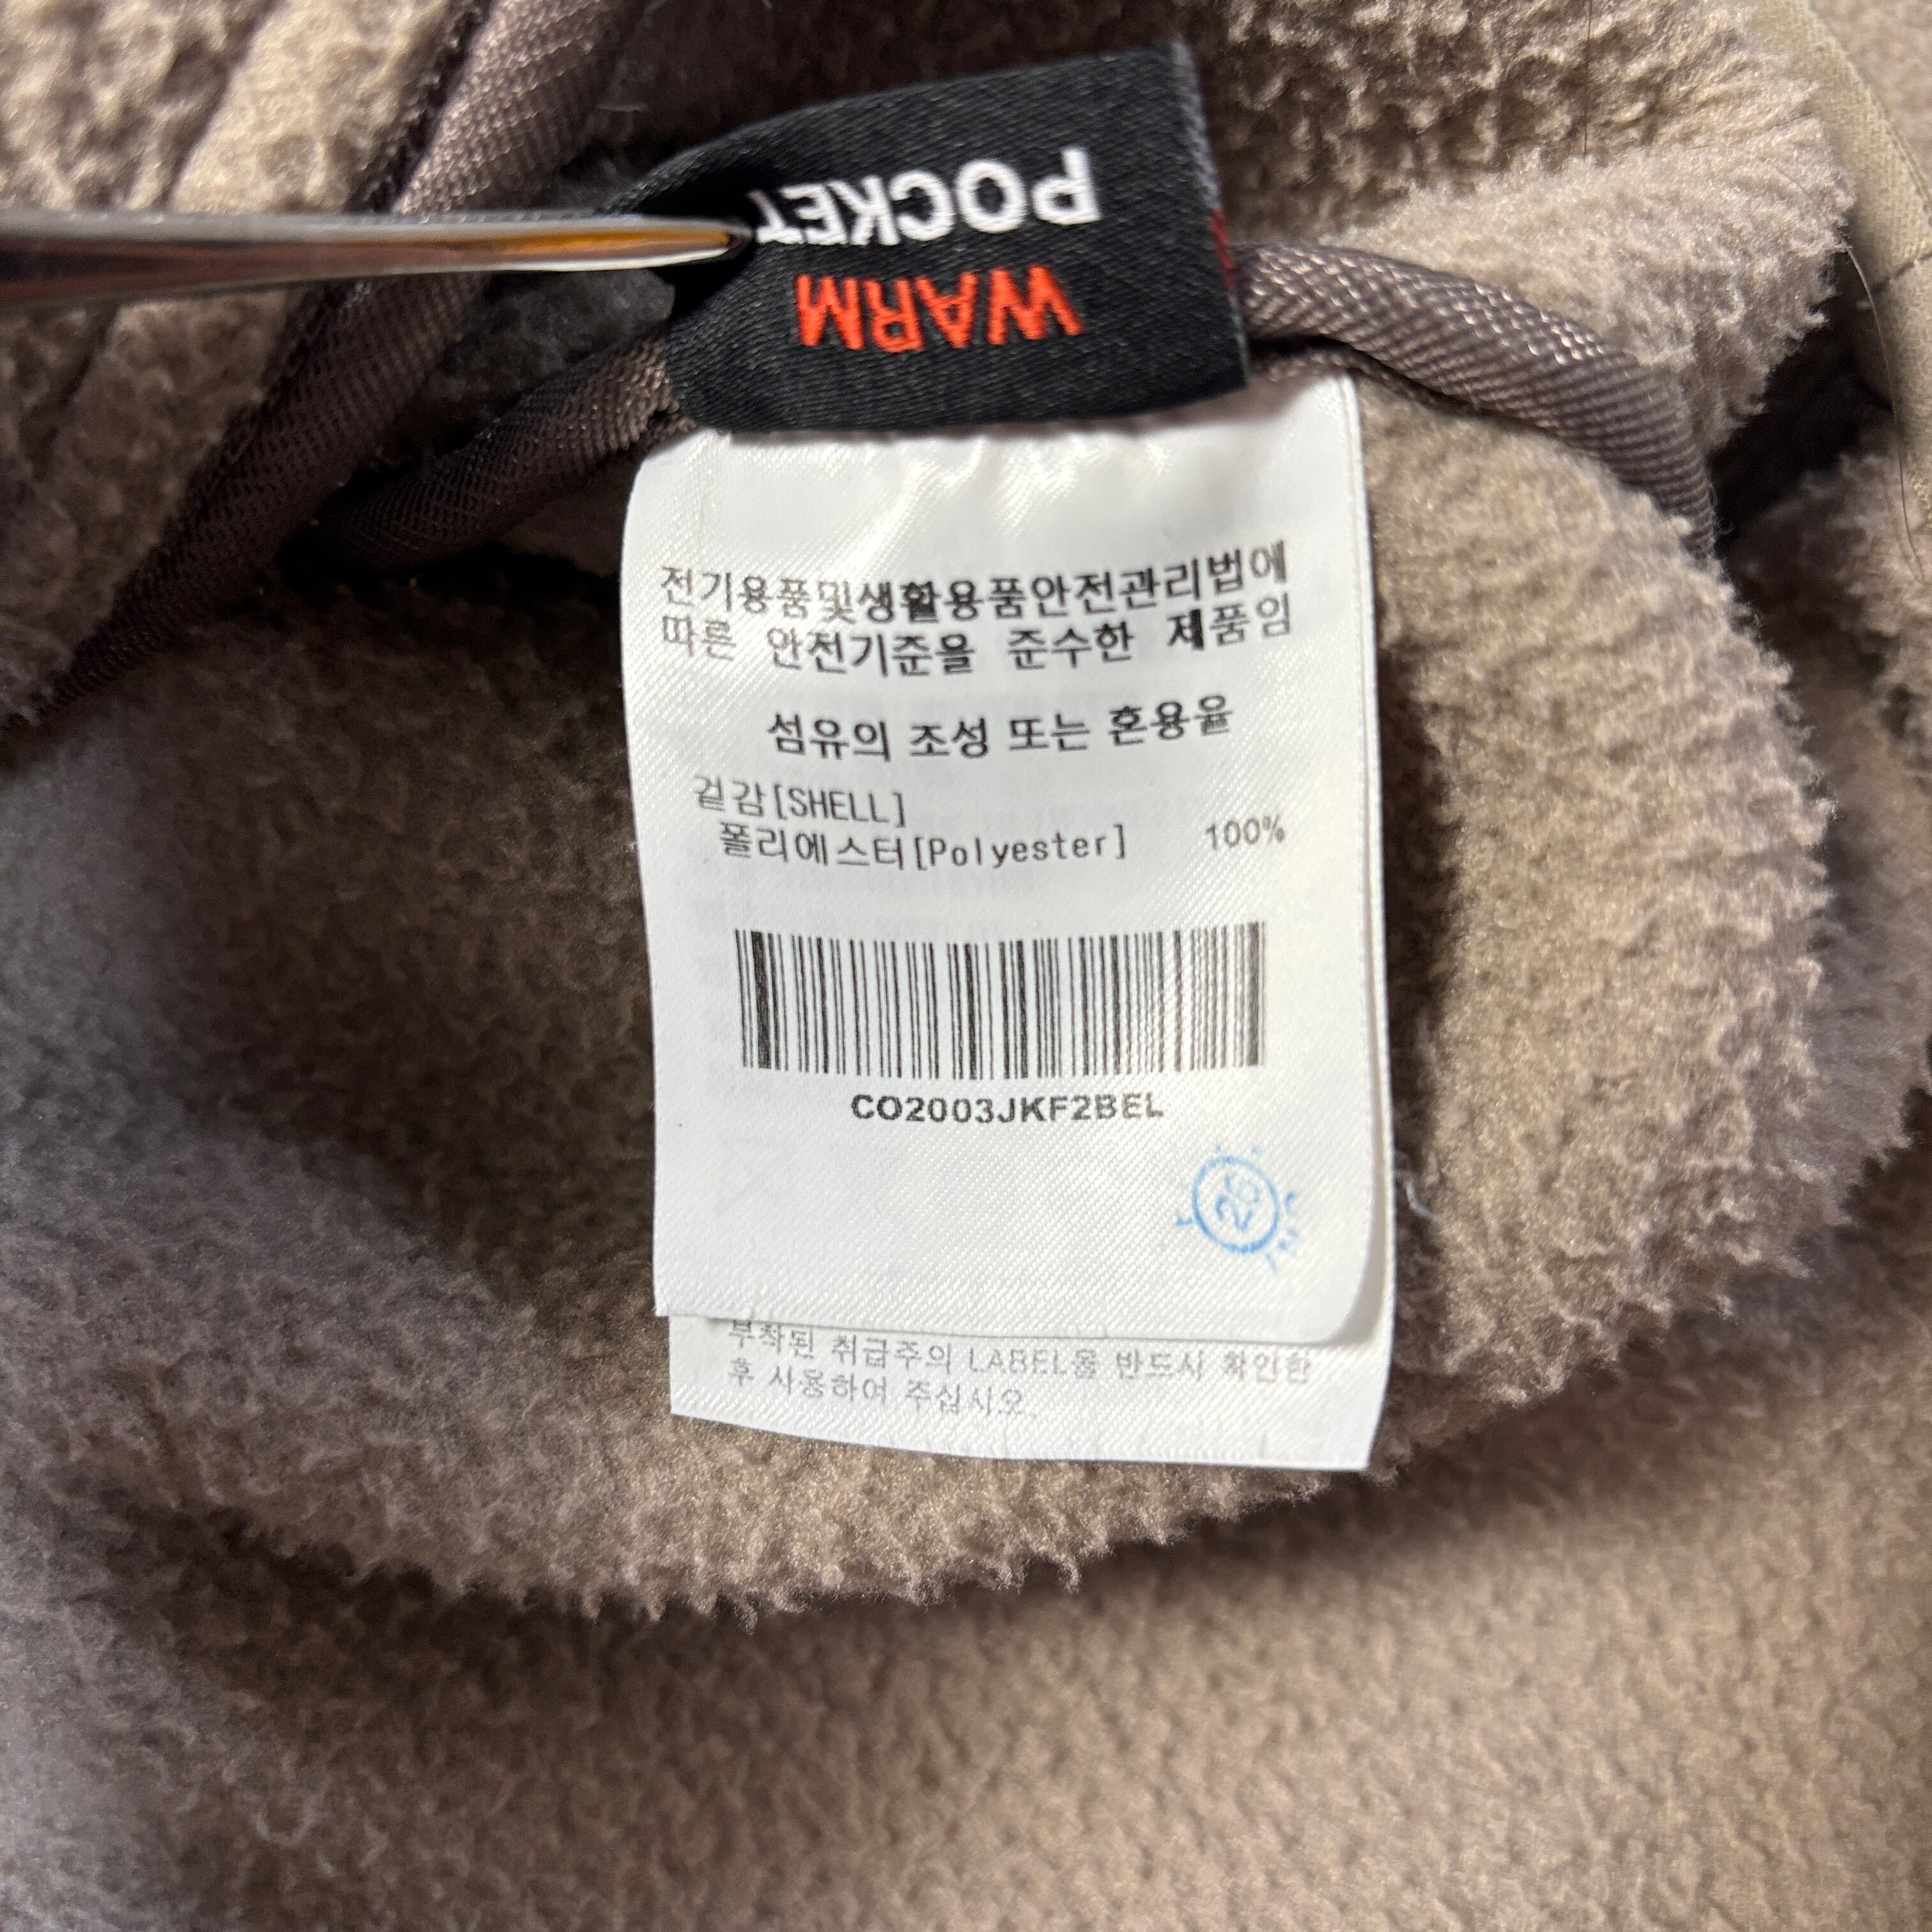 WARM
POCKET
전기용품및생활용품안전관리법에
따른 안전기준을 준수한 제품임
섬유의 조성 또는 혼용율
겉감[SHELL]
폴리에스터[Polyester] 100%
CO2003JKF2BEL
26
부착된 취급주의 LABEL을 반드시 확인한
후 사용하여 주십시오.